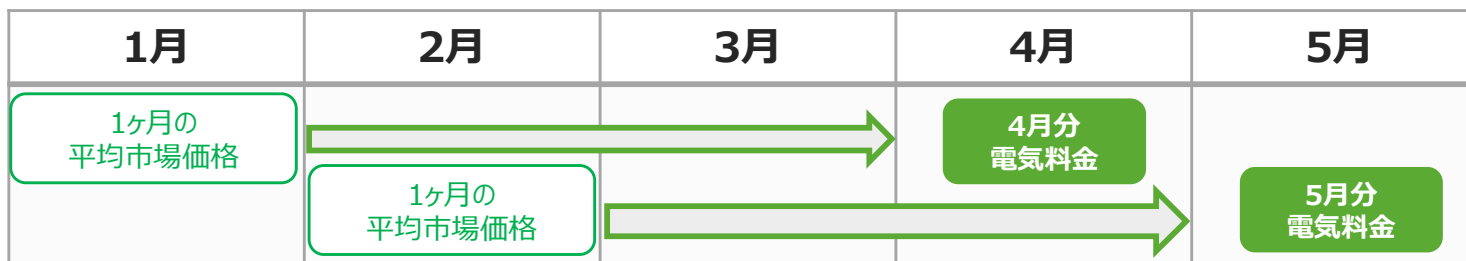 1月 2月 3月 4月 5月
1ヶ月の
平均市場価格
4月分
電気料金
1ヶ月の
平均市場価格
5月分
電気料金